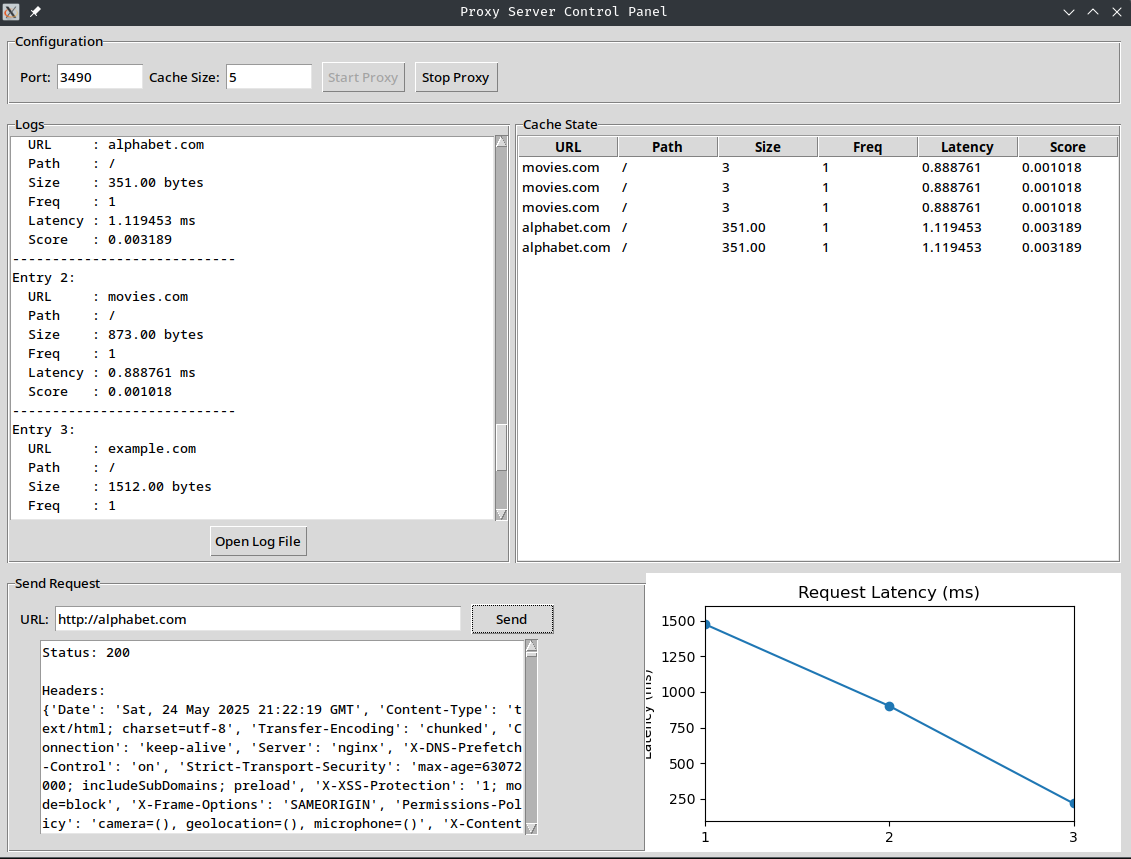 Proxy Server Control Panel
Configuration
Port: 3490 Cache Size: 5 Start Proxy Stop Proxy
Logs
URL : alphabet.com
Path : /
Size : 351.00 bytes
Freq : 1
Latency : 1.119453 ms
Score : 0.003189
----------------------------
Entry 2:
URL : movies.com
Path : /
Size : 873.00 bytes
Freq : 1
Latency : 0.888761 ms
Score : 0.001018
----------------------------
Entry 3:
URL : example.com
Path : /
Size : 1512.00 bytes
Freq : 1
Open Log File
Cache State
URL Path Size Freq Latency Score
movies.com / 3 1 0.888761 0.001018
movies.com / 3 1 0.888761 0.001018
movies.com / 3 1 0.888761 0.001018
alphabet.com / 351.00 1 1.119453 0.003189
alphabet.com / 351.00 1 1.119453 0.003189
Send Request
URL: http://alphabet.com Send
Status: 200
Headers:
{'Date': 'Sat, 24 May 2025 21:22:19 GMT', 'Content-Type': 't
ext/html; charset=utf-8', 'Transfer-Encoding': 'chunked', 'C
onnection': 'keep-alive', 'Server': 'nginx', 'X-DNS-Prefetch
-Control': 'on', 'Strict-Transport-Security': 'max-age=63072
000; includeSubDomains; preload', 'X-XSS-Protection': '1; mo
de=block', 'X-Frame-Options': 'SAMEORIGIN', 'Permissions-Pol
icy': 'camera=(), geolocation=(), microphone=()', 'X-Content
Request Latency (ms)
Latency (ms)
1500
1250
1000
750
500
250
1 2 3